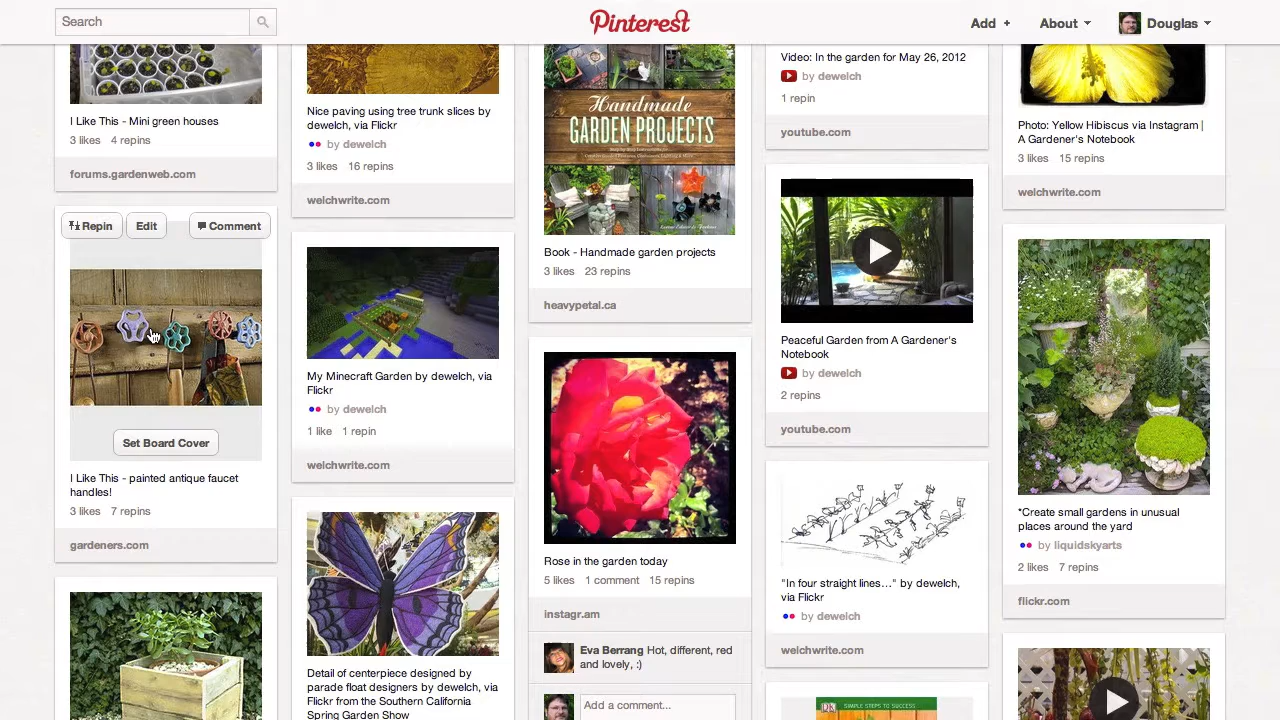 Search
Pinterest
Add +
About
Douglas
I Like This - Mini green houses
3 likes 4 repins
forums.gardenweb.com
Repin
Edit
Comment
Set Board Cover
I Like This - painted antique faucet
handles!
3 likes 7 repins
gardeners.com
Nice paving using tree trunk slices by
dewelch, via Flickr
by dewelch
3 likes 16 repins
welchwrite.com
My Minecraft Garden by dewelch, via
Flickr
by dewelch
1 like 1 repin
welchwrite.com
Detail of centerpiece designed by
parade float designers by dewelch, via
Flickr from the Southern California
Spring Garden Show
Handmade
GARDEN PROJECTS
Book - Handmade garden projects
3 likes 23 repins
heavypetal.ca
Rose in the garden today
5 likes 1 comment 15 repins
instagr.am
Eva Berrang Hot, different, red
and lovely, :)
Add a comment...
Video: In the garden for May 26, 2012
by dewelch
1 repin
youtube.com
Peaceful Garden from A Gardener's
Notebook
by dewelch
2 repins
youtube.com
"In four straight lines…" by dewelch,
via Flickr
by dewelch
welchwrite.com
DK
SIMPLE STEPS TO SUCCESS
Photo: Yellow Hibiscus via Instagram |
A Gardener's Notebook
3 likes 15 repins
welchwrite.com
*Create small gardens in unusual
places around the yard
by liquidskyarts
2 likes 7 repins
flickr.com